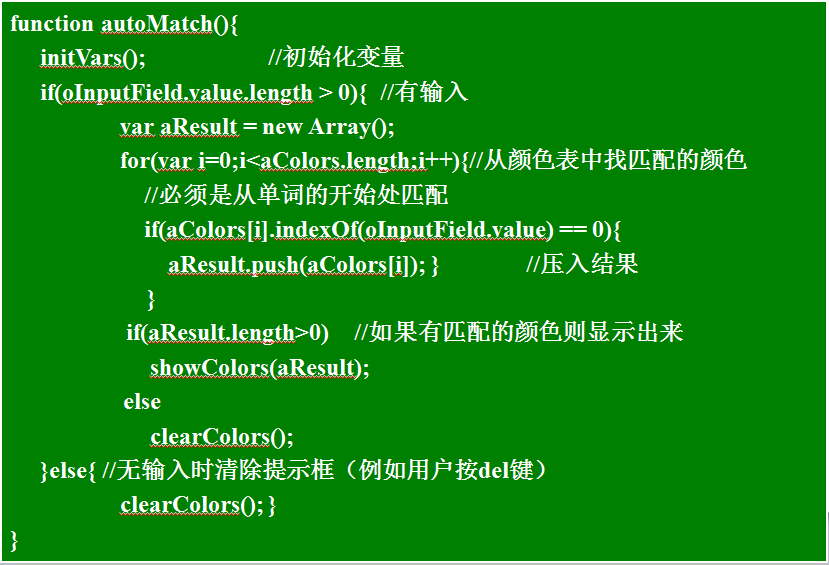 function autoMatch(){
initVars(); //初始化变量
if(oInputField.value.length > 0){ //有输入
var aResult = new Array();
for(var i=0;i<aColors.length;i++){//从颜色表中找匹配的颜色
//必须是从单词的开始处匹配
if(aColors[i].indexOf(oInputField.value) == 0){
aResult.push(aColors[i]); } //压入结果
}
if(aResult.length>0) //如果有匹配的颜色则显示出来
showColors(aResult);
else
clearColors();
}else{ //无输入时清除提示框（例如用户按del键）
clearColors(); }
}